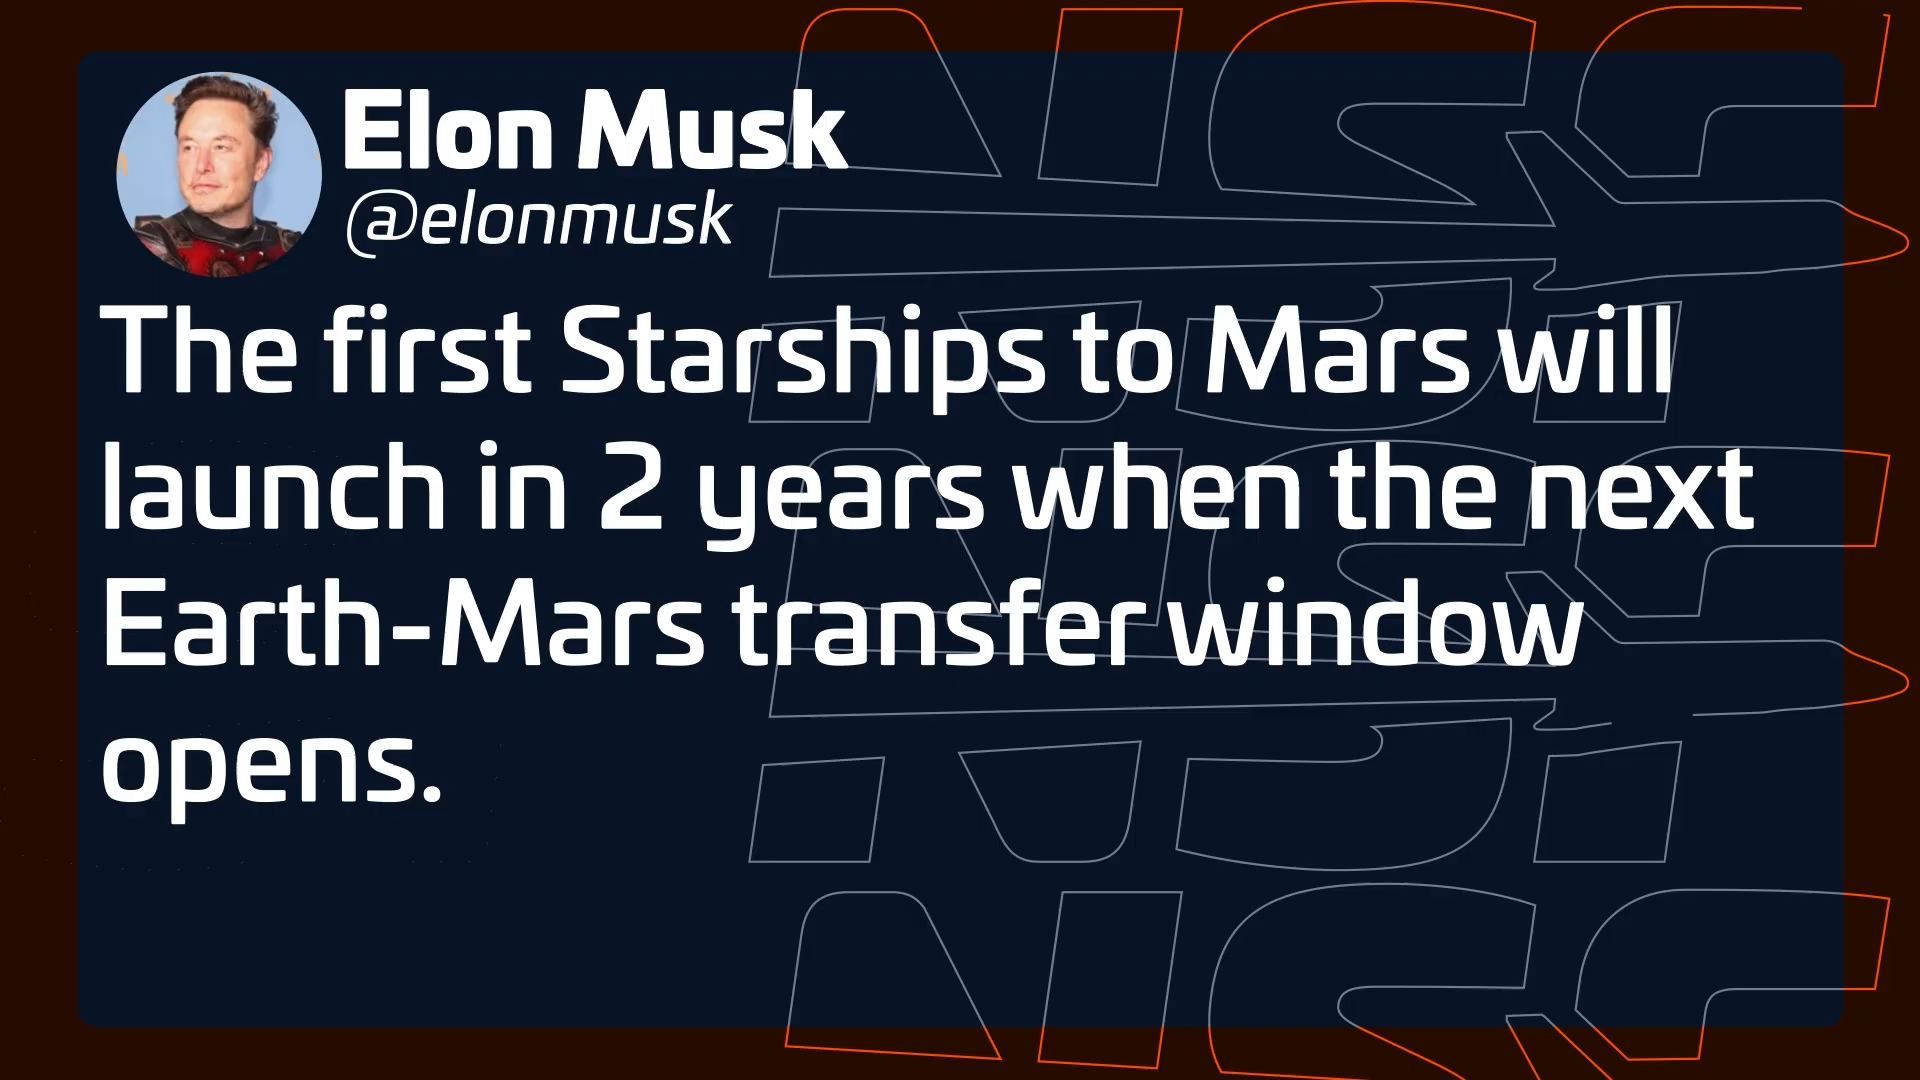 Elon Musk
@elonmusk
The first Starships to Mars will
launch in 2 years when the next
Earth-Mars transfer window
opens.